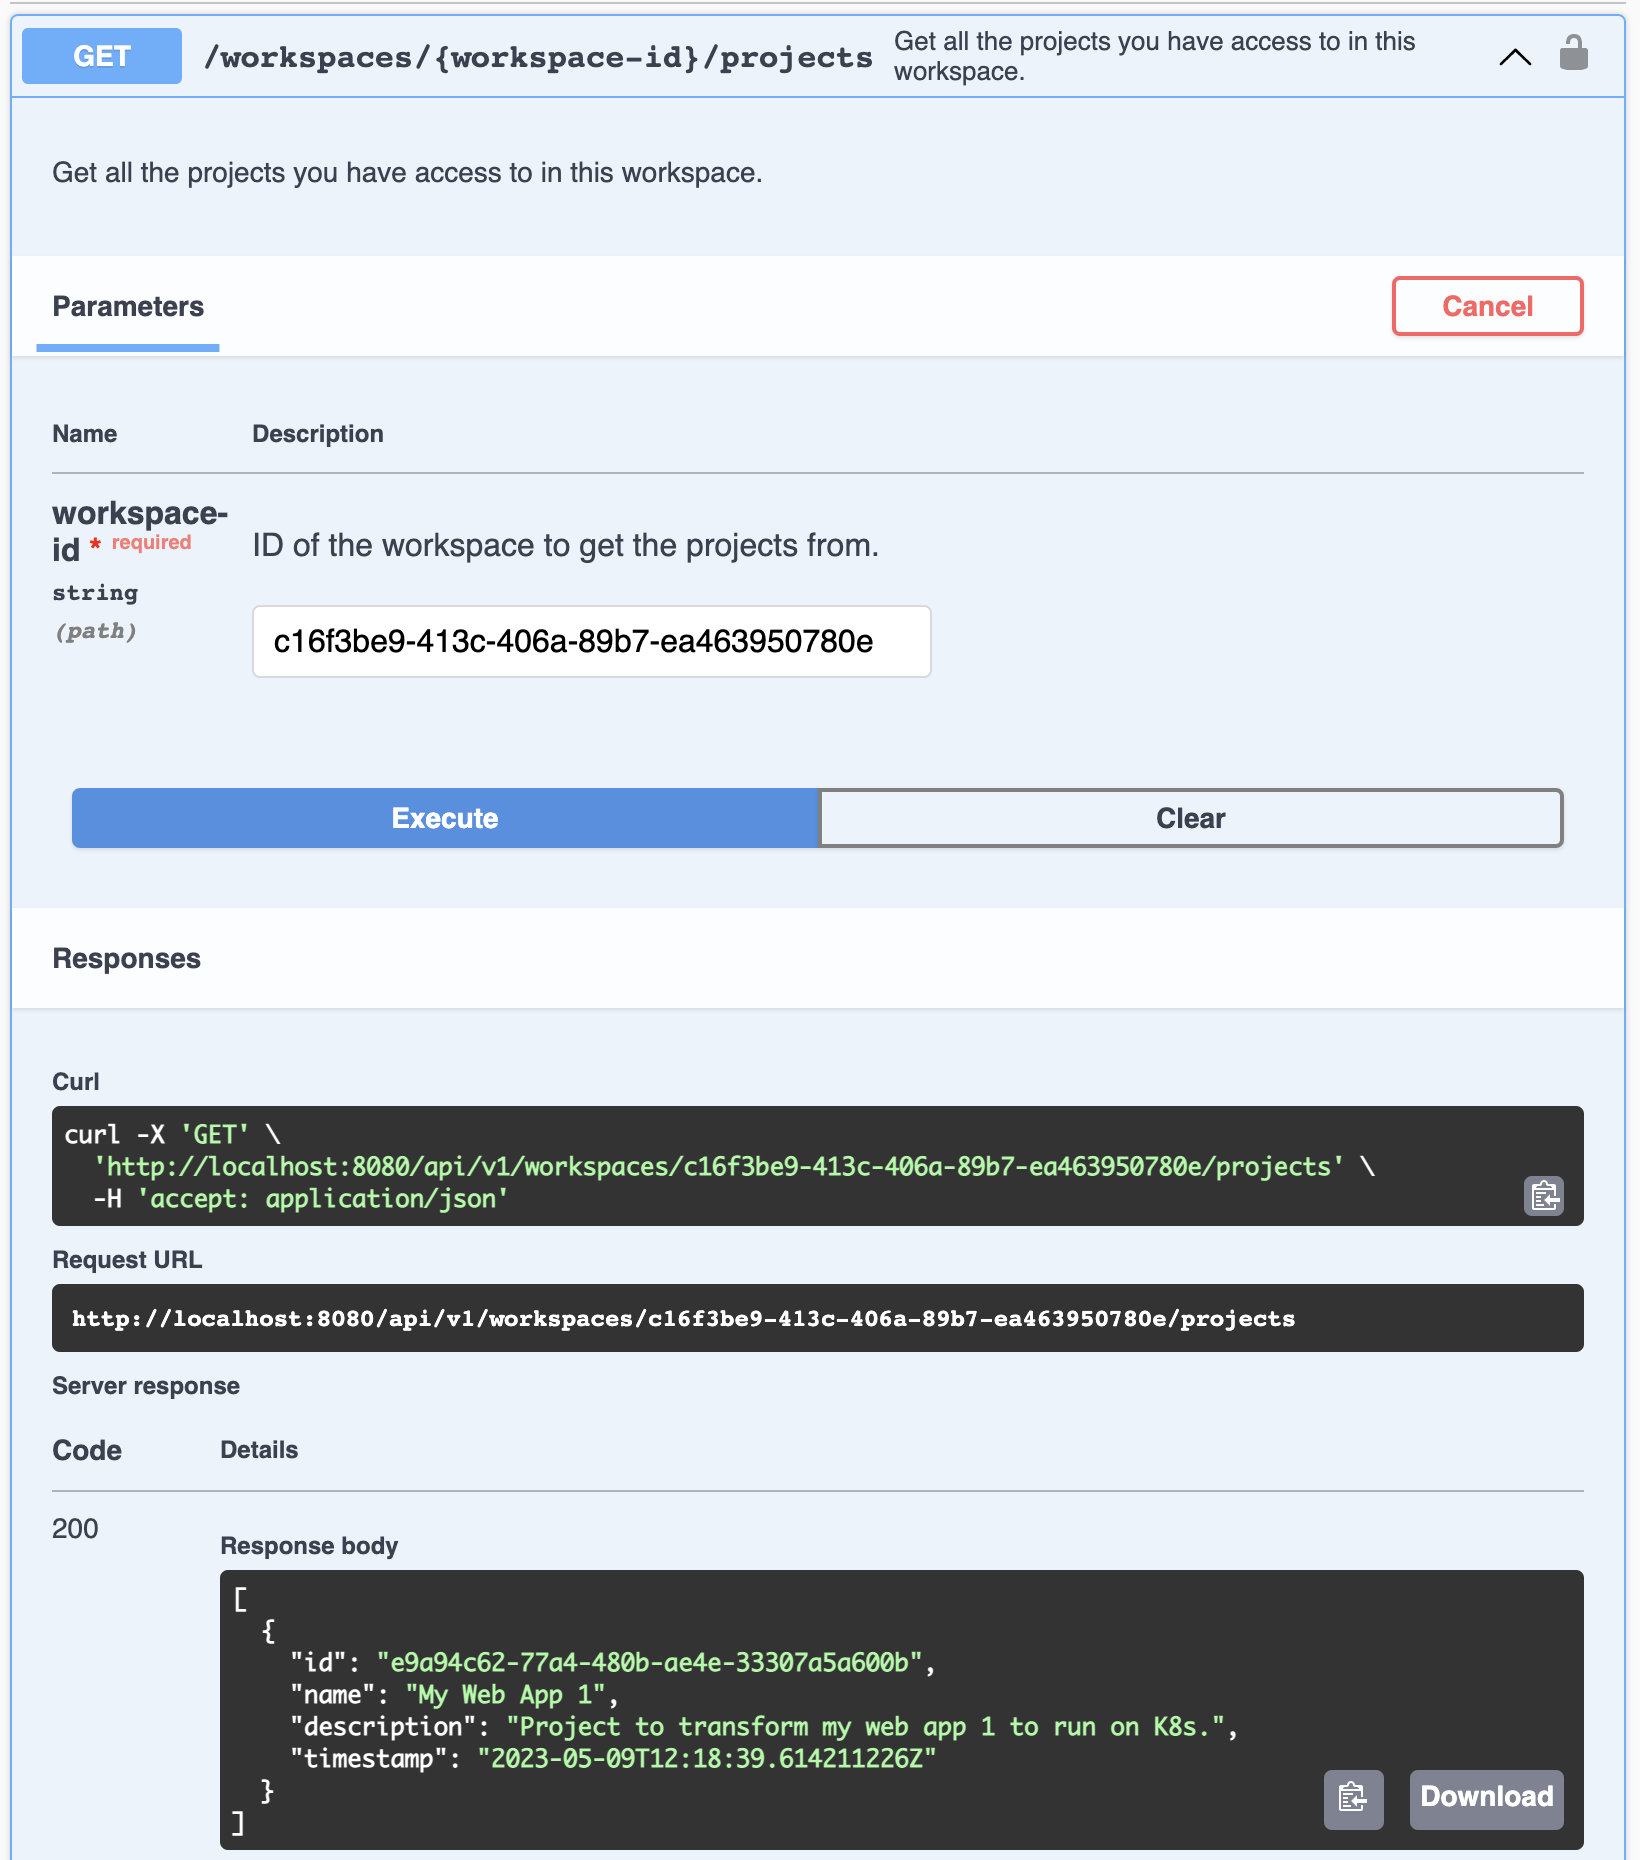 GET /workspaces/{workspace-id}/projects Get all the projects you have access to in this
workspace.
Get all the projects you have access to in this workspace.
Parameters Cancel
Name Description
workspace-
id * required
string
(path)
ID of the workspace to get the projects from.
c16f3be9-413c-406a-89b7-ea463950780e
Execute Clear
Responses
Curl
curl -X 'GET' \
  'http://localhost:8080/api/v1/workspaces/c16f3be9-413c-406a-89b7-ea463950780e/projects' \
  -H 'accept: application/json'
Request URL
http://localhost:8080/api/v1/workspaces/c16f3be9-413c-406a-89b7-ea463950780e/projects
Server response
Code Details
200
Response body
[
  {
    "id": "e9a94c62-77a4-480b-ae4e-33307a5a600b",
    "name": "My Web App 1",
    "description": "Project to transform my web app 1 to run on K8s.",
    "timestamp": "2023-05-09T12:18:39.614211226Z"
  }
]
Download